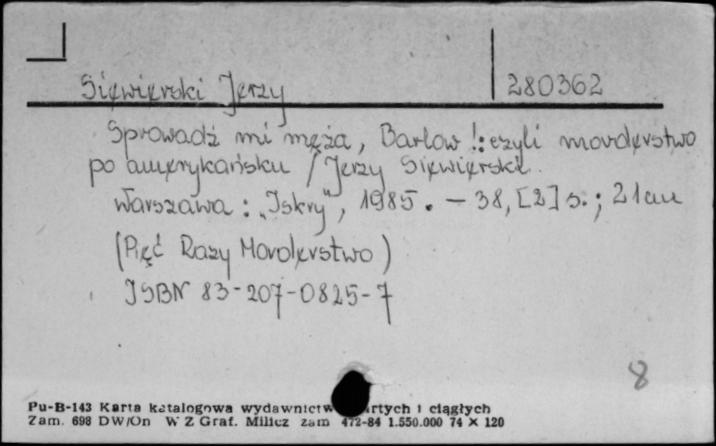 Siewierski Jerzy
280362
Sprowadź mi męża, Barlow!: czyli morderstwo
po amerykańsku / Jerzy Siewierski.
Warszawa : „Iskry", 1985. - 38, [2] s. ; 21 cm
(Pięć Razy Morderstwo)
ISBN 83-207-0825-7
8
Pu-B-143 Karta katalogowa wydawnictw rtych i ciągłych
Zam. 698 DW/On W Z Graf. Milicz zam 472-84 1.550.000 74 × 120